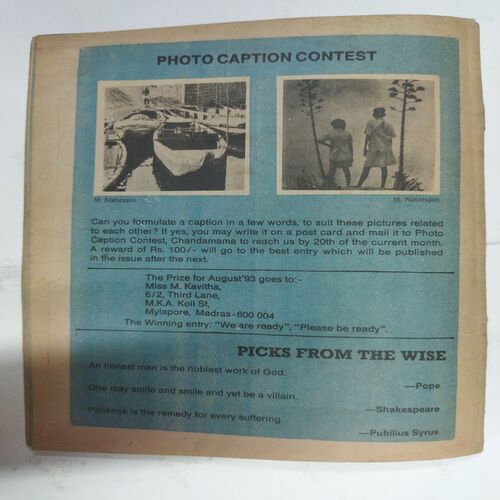 PHOTO CAPTION CONTEST
M. Natarajan
M. Natarajan
Can you formulate a caption in a few words, to suit these pictures related
to each other? If yes, you may write it on a post card and mail it to Photo
Caption Contest, Chandamama to reach us by 20th of the current month.
A reward of Rs. 100/- will go to the best entry which will be published
in the issue after the next.
The Prize for August'93 goes to:-
Miss M. Kavitha,
6/2, Third Lane,
M.K.A. Koil St,
Mylapore, Madras-600 004
The Winning entry: "We are ready", "Please be ready".
PICKS FROM THE WISE
An honest man is the noblest work of God.
—Pope
One may smile and smile and yet be a villain.
—Shakespeare
Patience is the remedy for every suffering.
—Pubilius Syrus